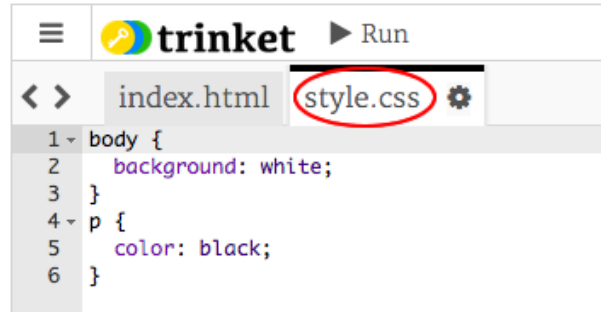 trinket Run
index.html style.css
1 body {
2   background: white;
3 }
4 p {
5   color: black;
6 }